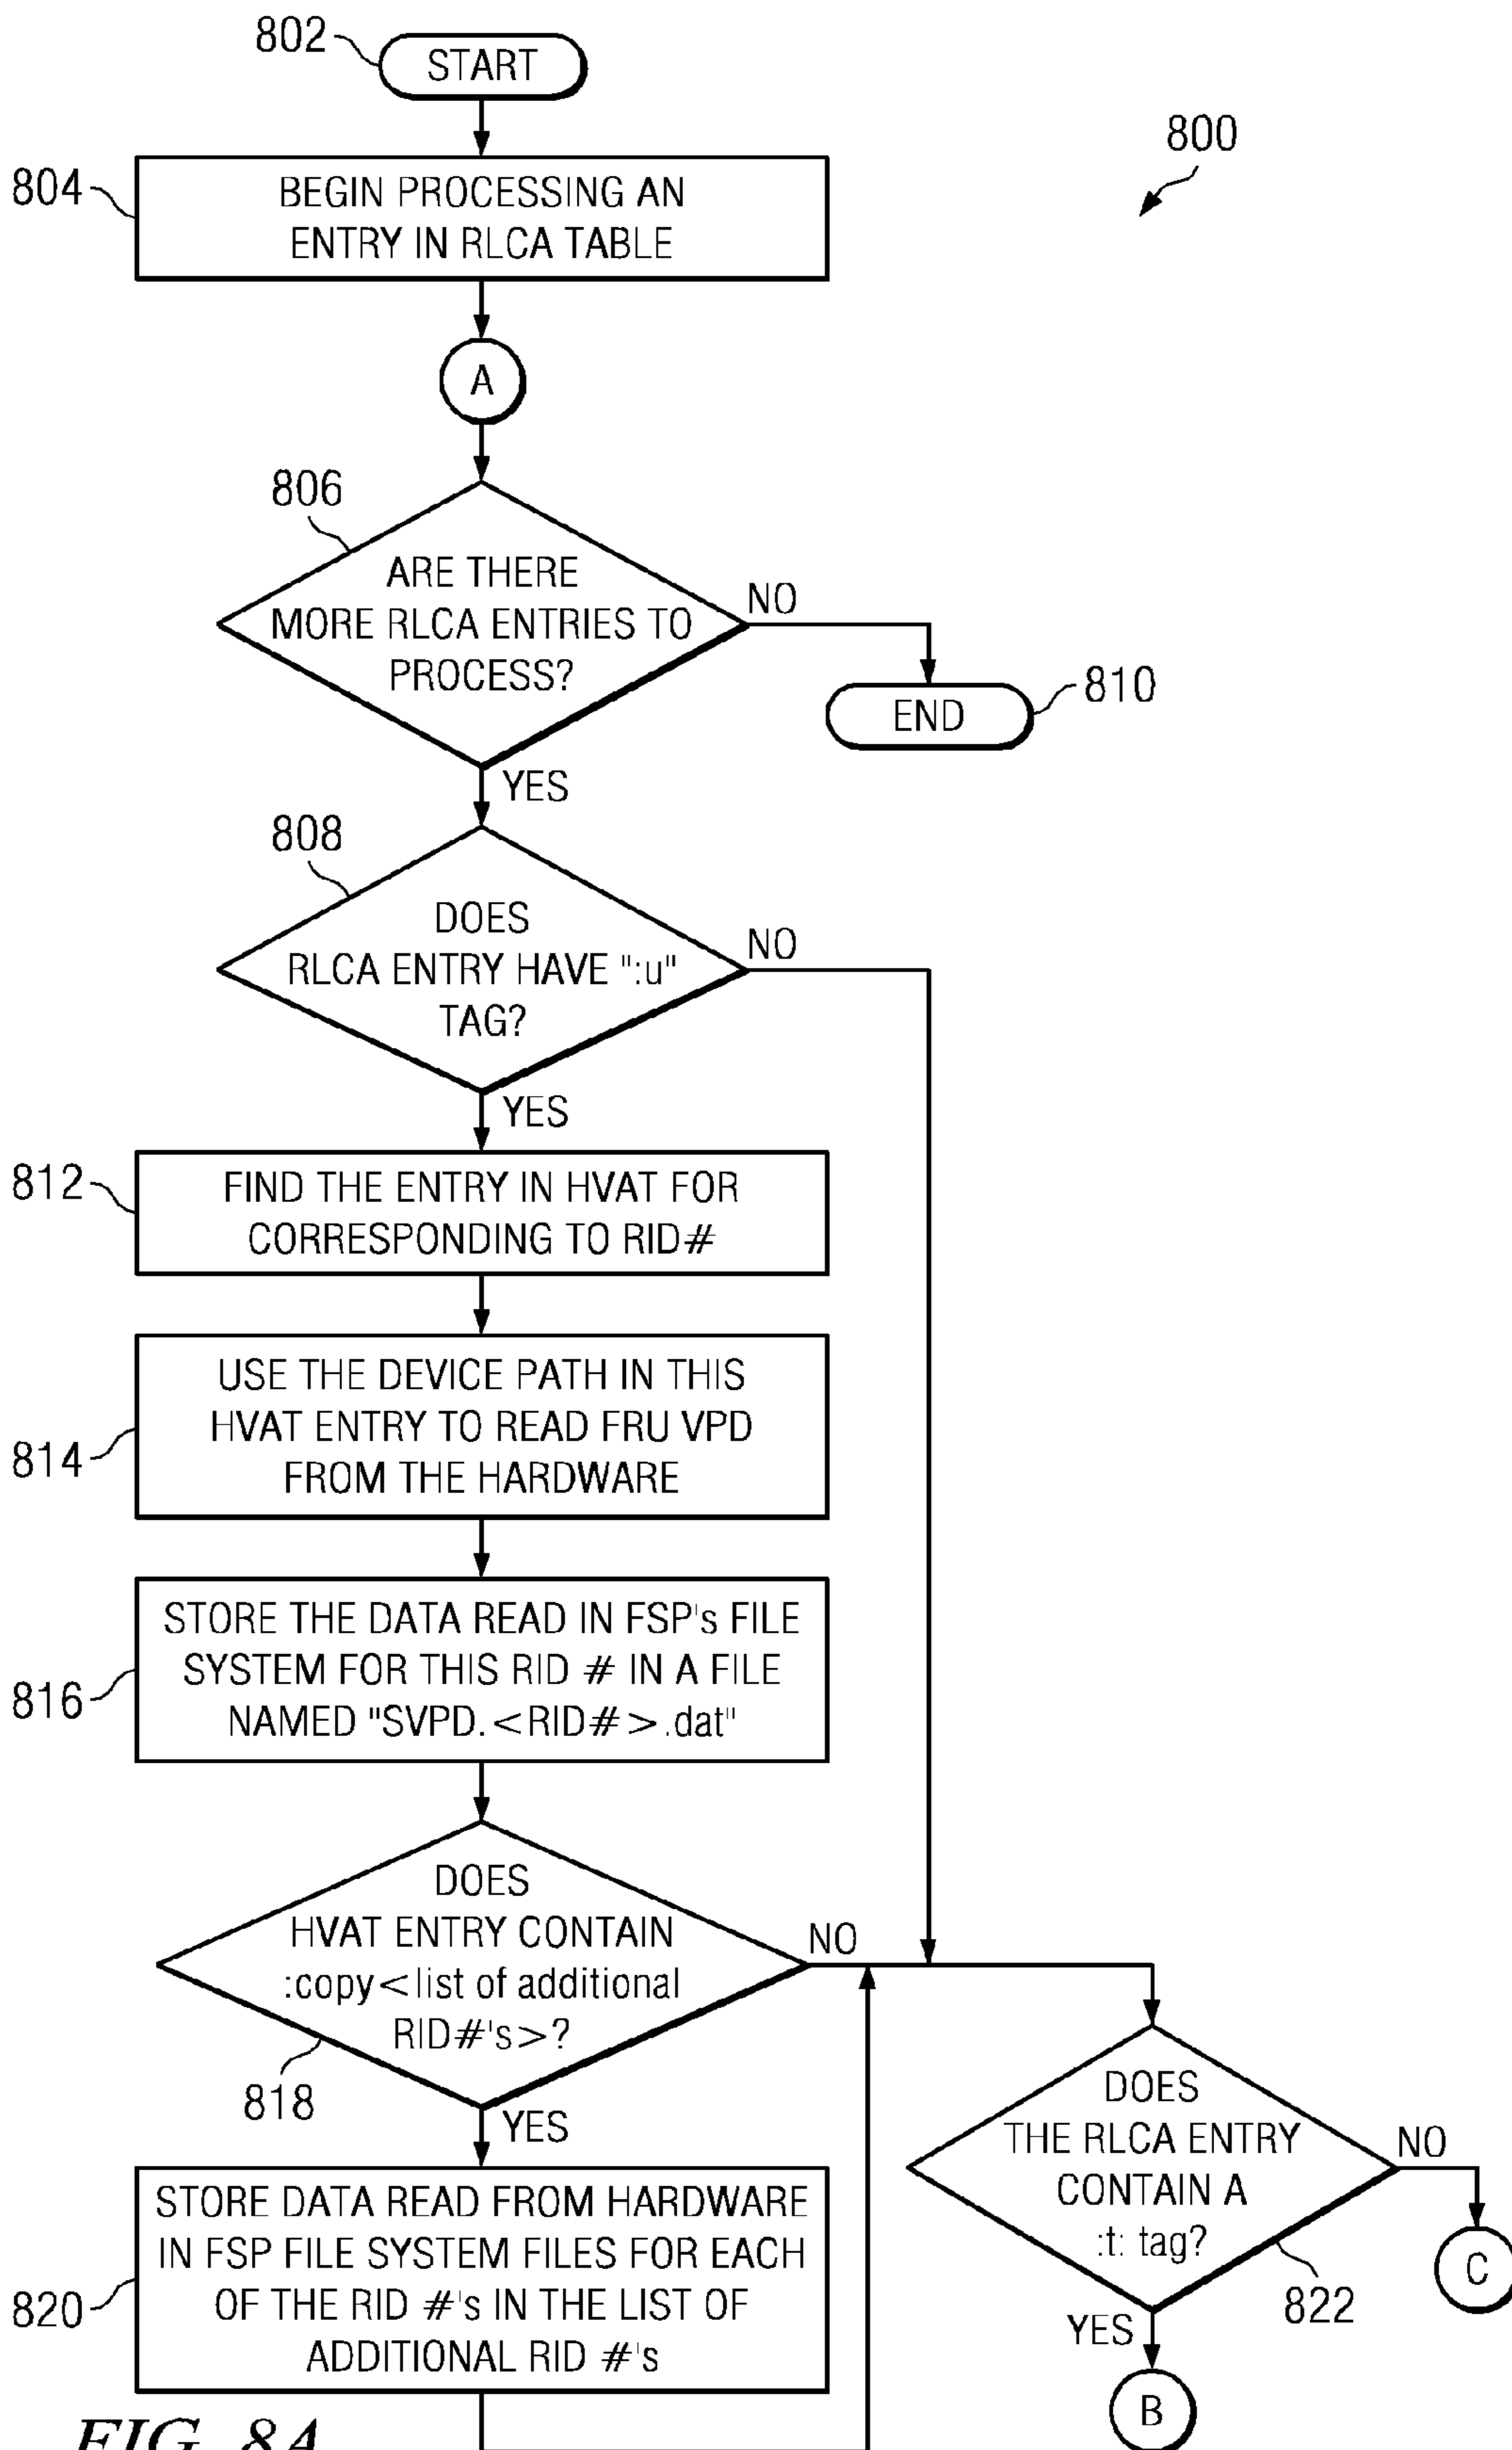 802
START
800
804
BEGIN PROCESSING AN
ENTRY IN RLCA TABLE
A
806
ARE THERE
MORE RLCA ENTRIES TO
PROCESS?
NO
810
END
YES
808
DOES
RLCA ENTRY HAVE ":u"
TAG?
NO
YES
812
FIND THE ENTRY IN HVAT FOR
CORRESPONDING TO RID#
814
USE THE DEVICE PATH IN THIS
HVAT ENTRY TO READ FRU VPD
FROM THE HARDWARE
816
STORE THE DATA READ IN FSP's FILE
SYSTEM FOR THIS RID # IN A FILE
NAMED "SVPD.<RID#>.dat"
DOES
HVAT ENTRY CONTAIN
:copy<list of additional
RID#'s>?
NO
818
YES
820
STORE DATA READ FROM HARDWARE
IN FSP FILE SYSTEM FILES FOR EACH
OF THE RID #'s IN THE LIST OF
ADDITIONAL RID #'s
DOES
THE RLCA ENTRY
CONTAIN A
:t: tag?
NO
C
822
YES
B
FIG. 8A